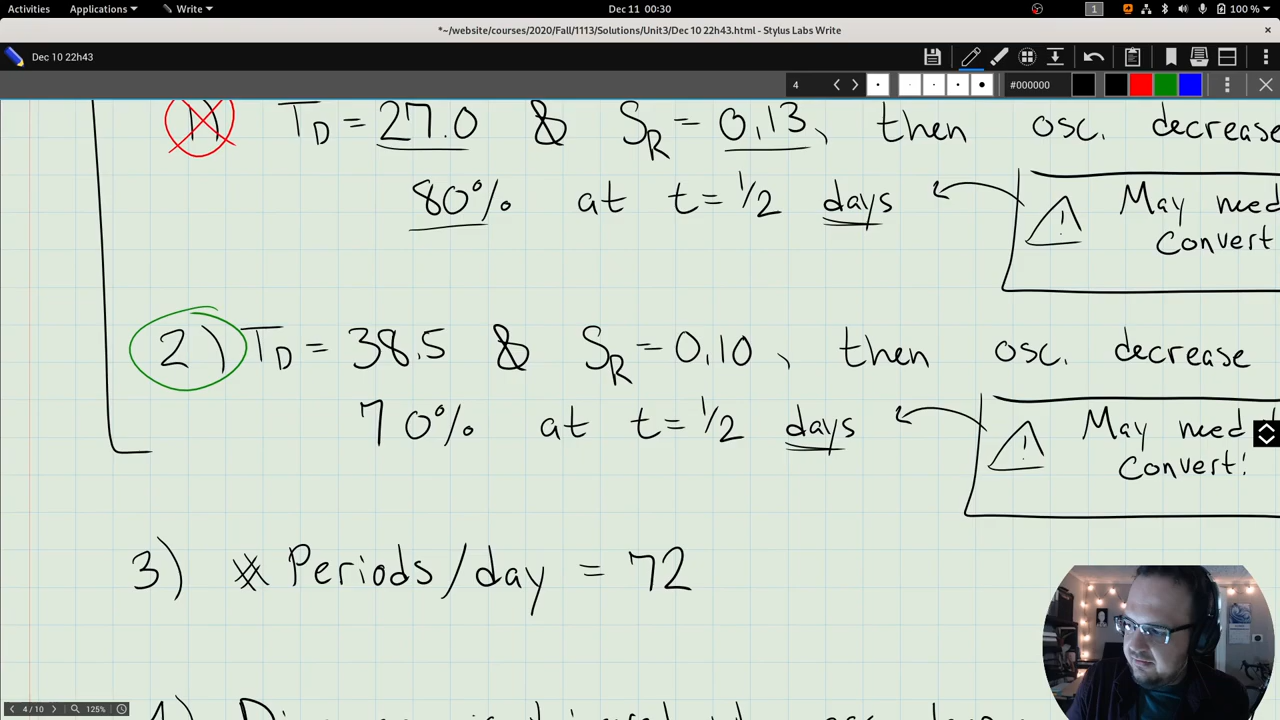 Activities Applications Write Dec 11 00:30 1 100 %
*~/website/courses/2020/Fall/1113/Solutions/Unit3/Dec 10 22h43.html - Stylus Labs Write
Dec 10 22h43
4 #000000
1) T_D = 27.0 & S_R = 0.13, then osc. decrease
80% at t = 1/2 days
May need
Convert
2) T_D = 38.5 & S_R = 0.10, then osc. decrease
70% at t = 1/2 days
May need
Convert!
3) # Periods/day = 72
4 / 10 125%